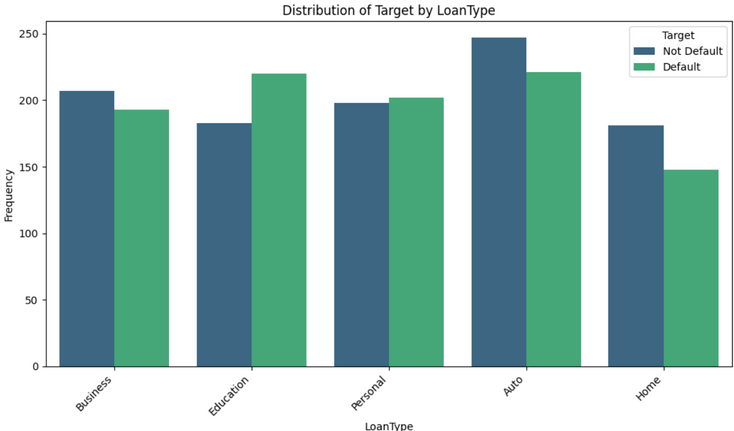 Distribution of Target by LoanType
Target
Not Default
Default
Frequency
250
200
150
100
50
0
Business
Education
Personal
Auto
Home
LoanType